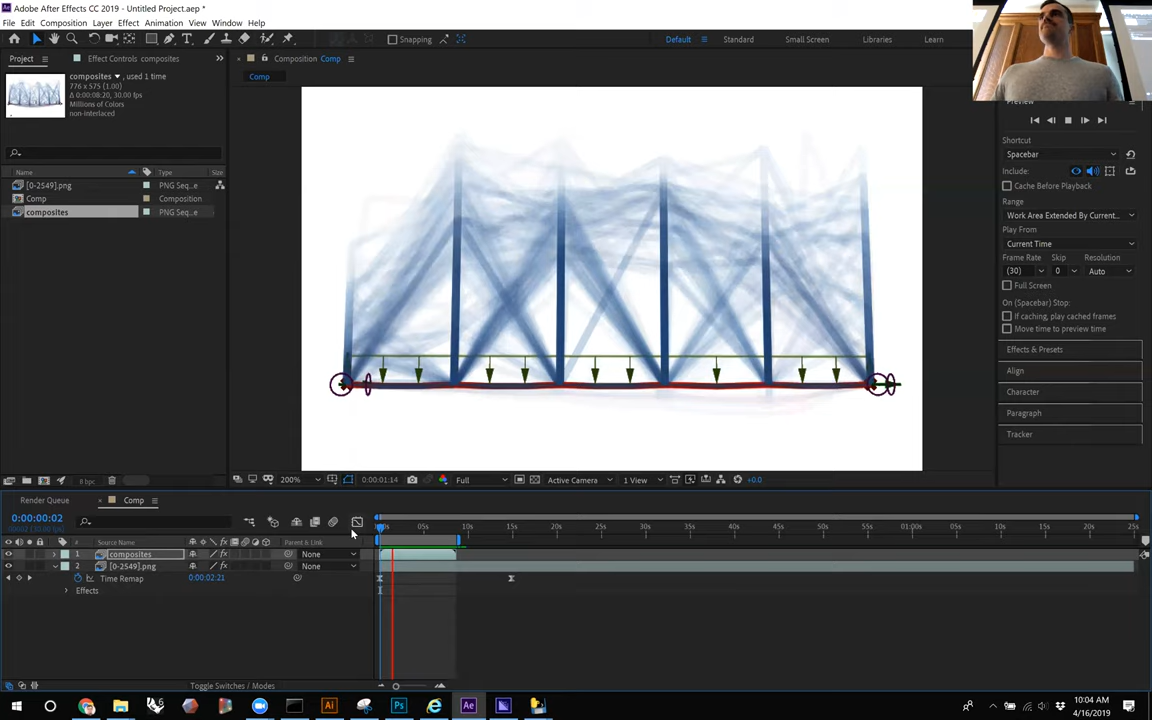 Adobe After Effects CC 2019 - Untitled Project.aep *
File Edit Composition Layer Effect Animation View Window Help
Snapping
Default Standard Small Screen Libraries Learn
Project Effect Controls composites
Composition Comp
Comp
composites , used 1 time
776 x 575 (1.00)
Δ 0:00:08:20, 30.00 fps
Millions of Colors
non-interlaced
Preview
Shortcut
Spacebar
Include:
Cache Before Playback
Name Type Size
[0-2549].png PNG Seq...e
Comp Composition
composites PNG Seq...e
Range
Work Area Extended By Current...
Play From
Current Time
Frame Rate Skip Resolution
(30) 0 Auto
Full Screen
On (Spacebar) Stop:
If caching, play cached frames
Move time to preview time
Effects & Presets
Align
Character
Paragraph
Tracker
8 bpc
200% 0:00:01:14 Full Active Camera 1 View +0.0
Render Queue Comp
0:00:00:02
00002 (30.00 fps)
05s 10s 15s 20s 25s 30s 35s 40s 45s 50s 55s 01:00s 05s 10s 15s 20s 25s
# Source Name Parent & Link
1 composites None
2 [0-2549].png None
Time Remap 0:00:02:21
Effects
Toggle Switches / Modes
10:04 AM
4/16/2019